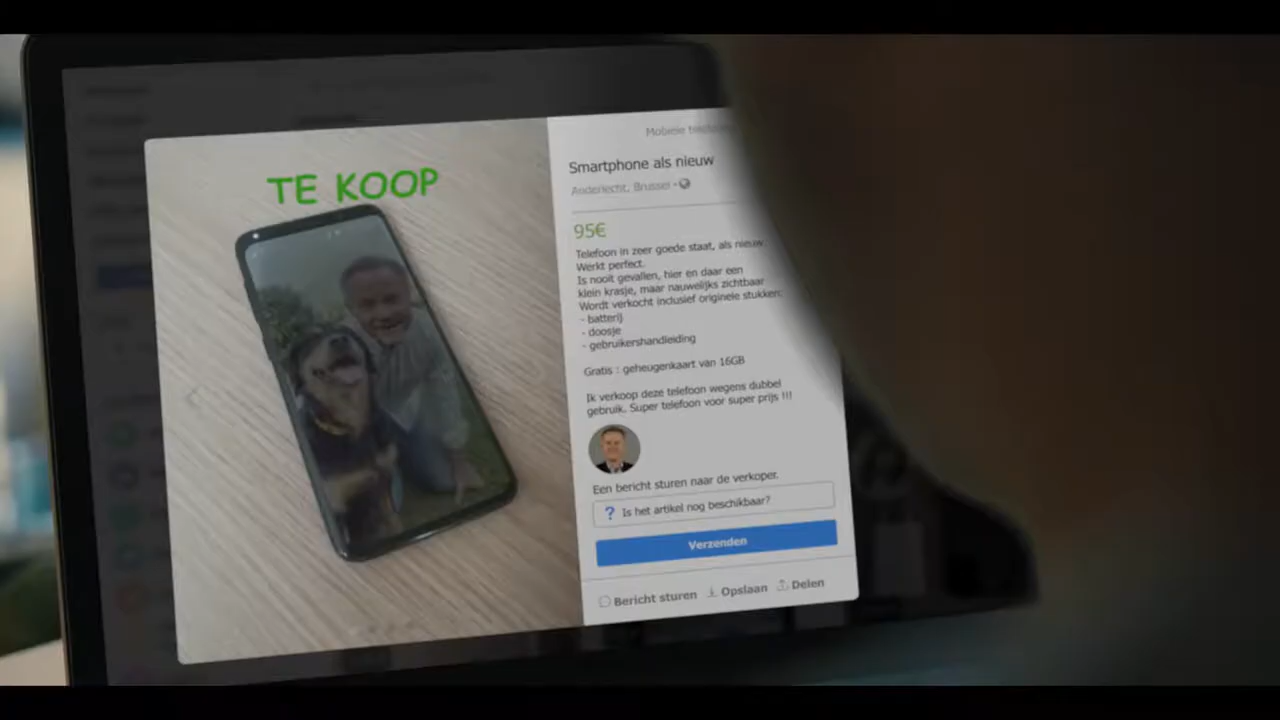 TE KOOP
Mobiele
Smartphone als nieuw
Anderlecht, Brussel •
95€
Telefoon in zeer goede staat, als nieuw.
Werkt perfect.
Is nooit gevallen, hier en daar een
klein krasje, maar nauwelijks zichtbaar
Wordt verkocht inclusief originele stukken:
- batterij
- doosje
- gebruikershandleiding
Gratis : geheugenkaart van 16GB
Ik verkoop deze telefoon wegens dubbel
gebruik. Super telefoon voor super prijs !!!
Een bericht sturen naar de verkoper.
? Is het artikel nog beschikbaar?
Verzenden
Bericht sturen Opslaan Delen